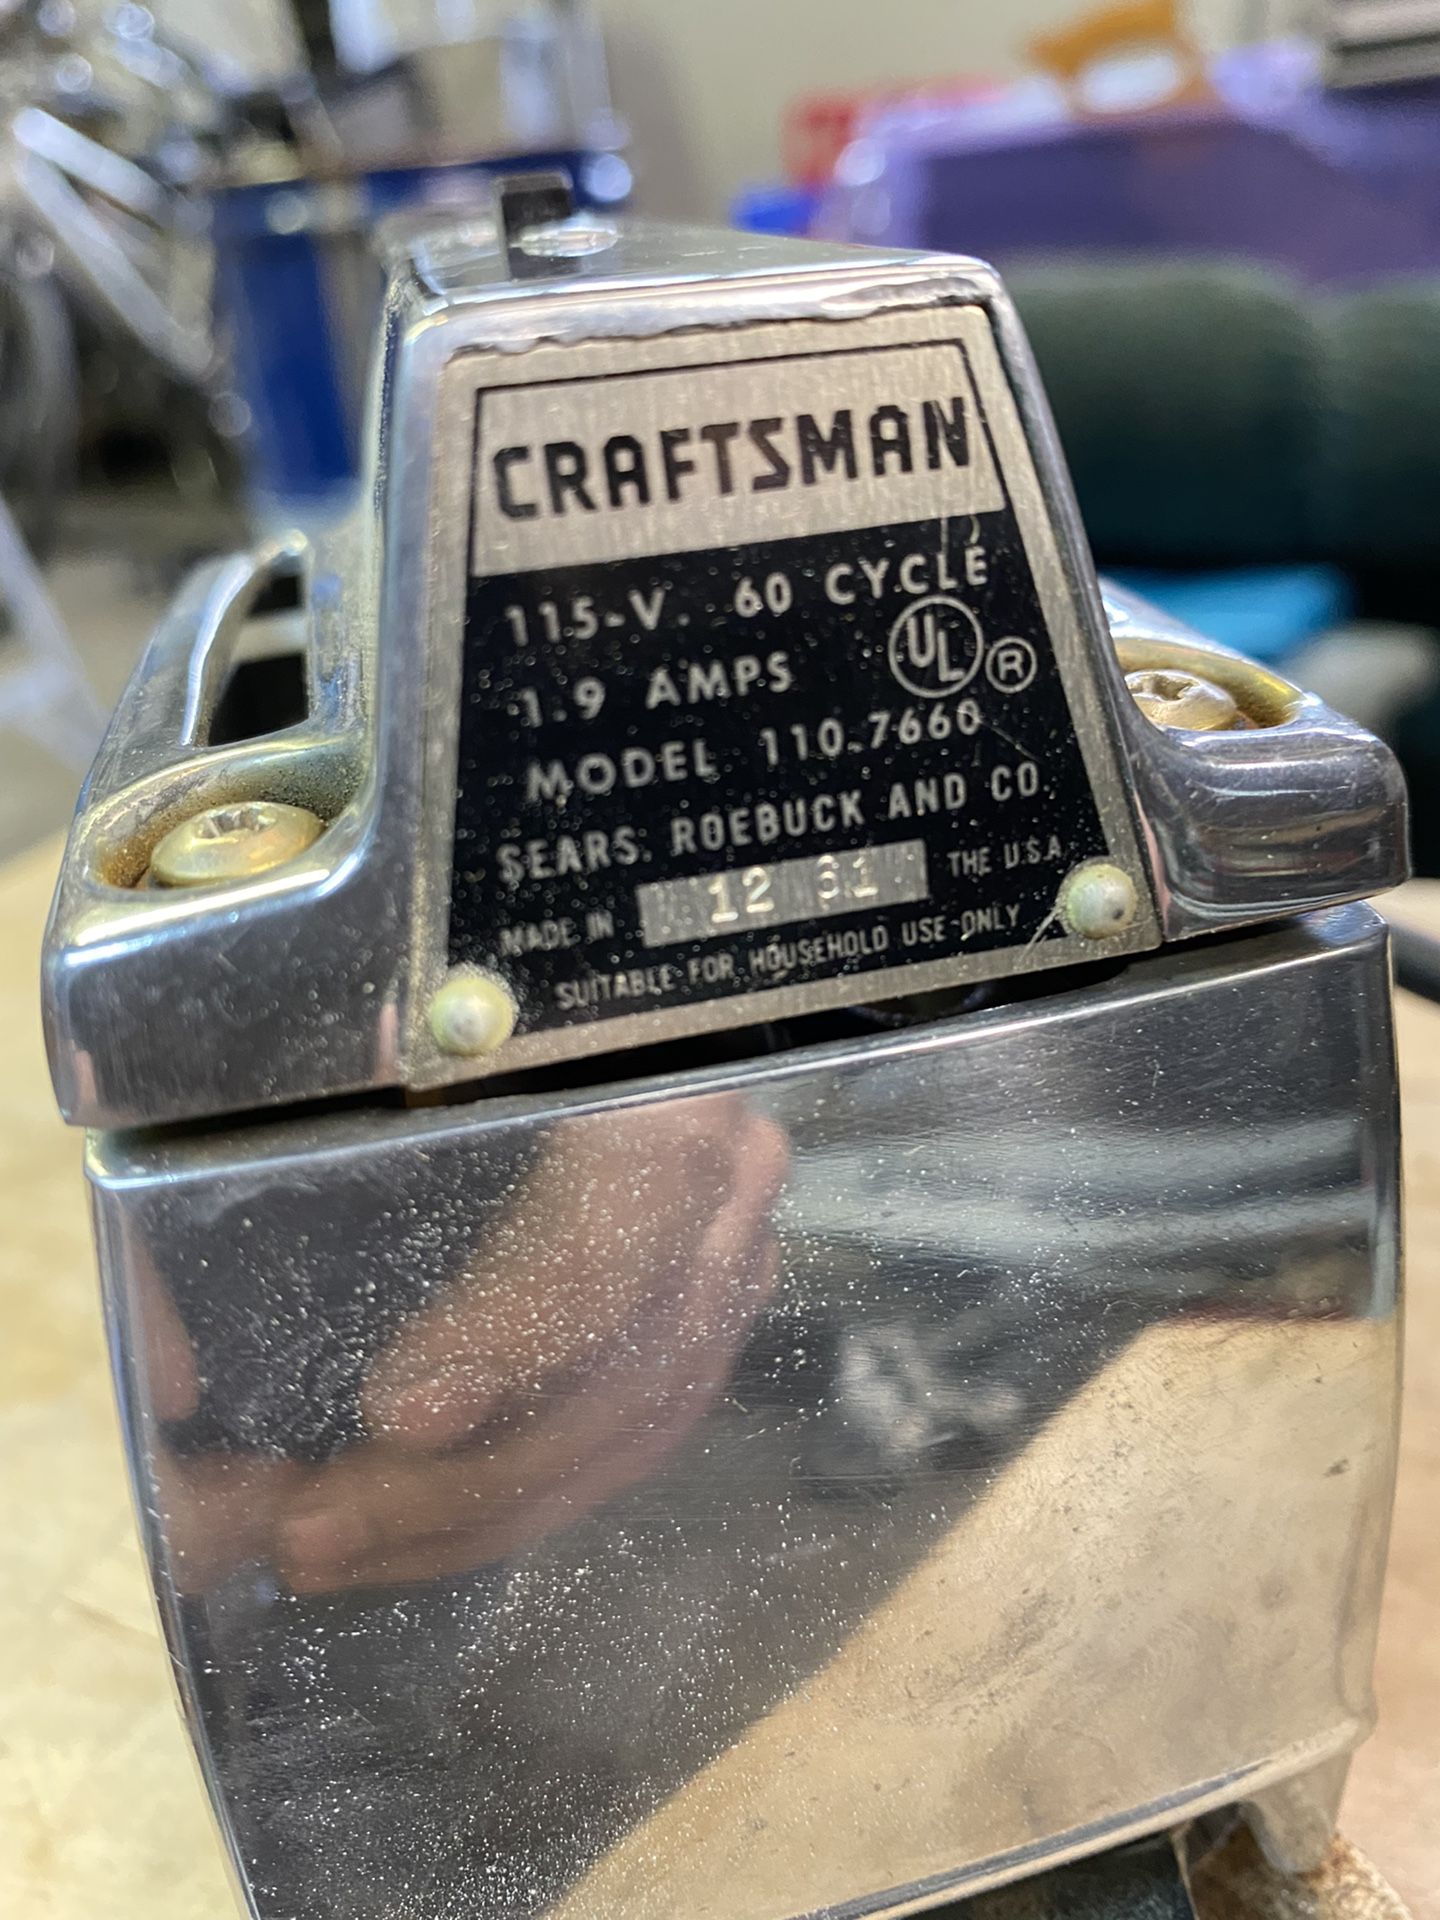 CRAFTSMAN
115-V. 60 CYCLE
1.9 AMPS UL ®
MODEL 110.7660
SEARS. ROEBUCK AND CO.
MADE IN 12 61 THE U.S.A.
SUITABLE FOR HOUSEHOLD USE ONLY